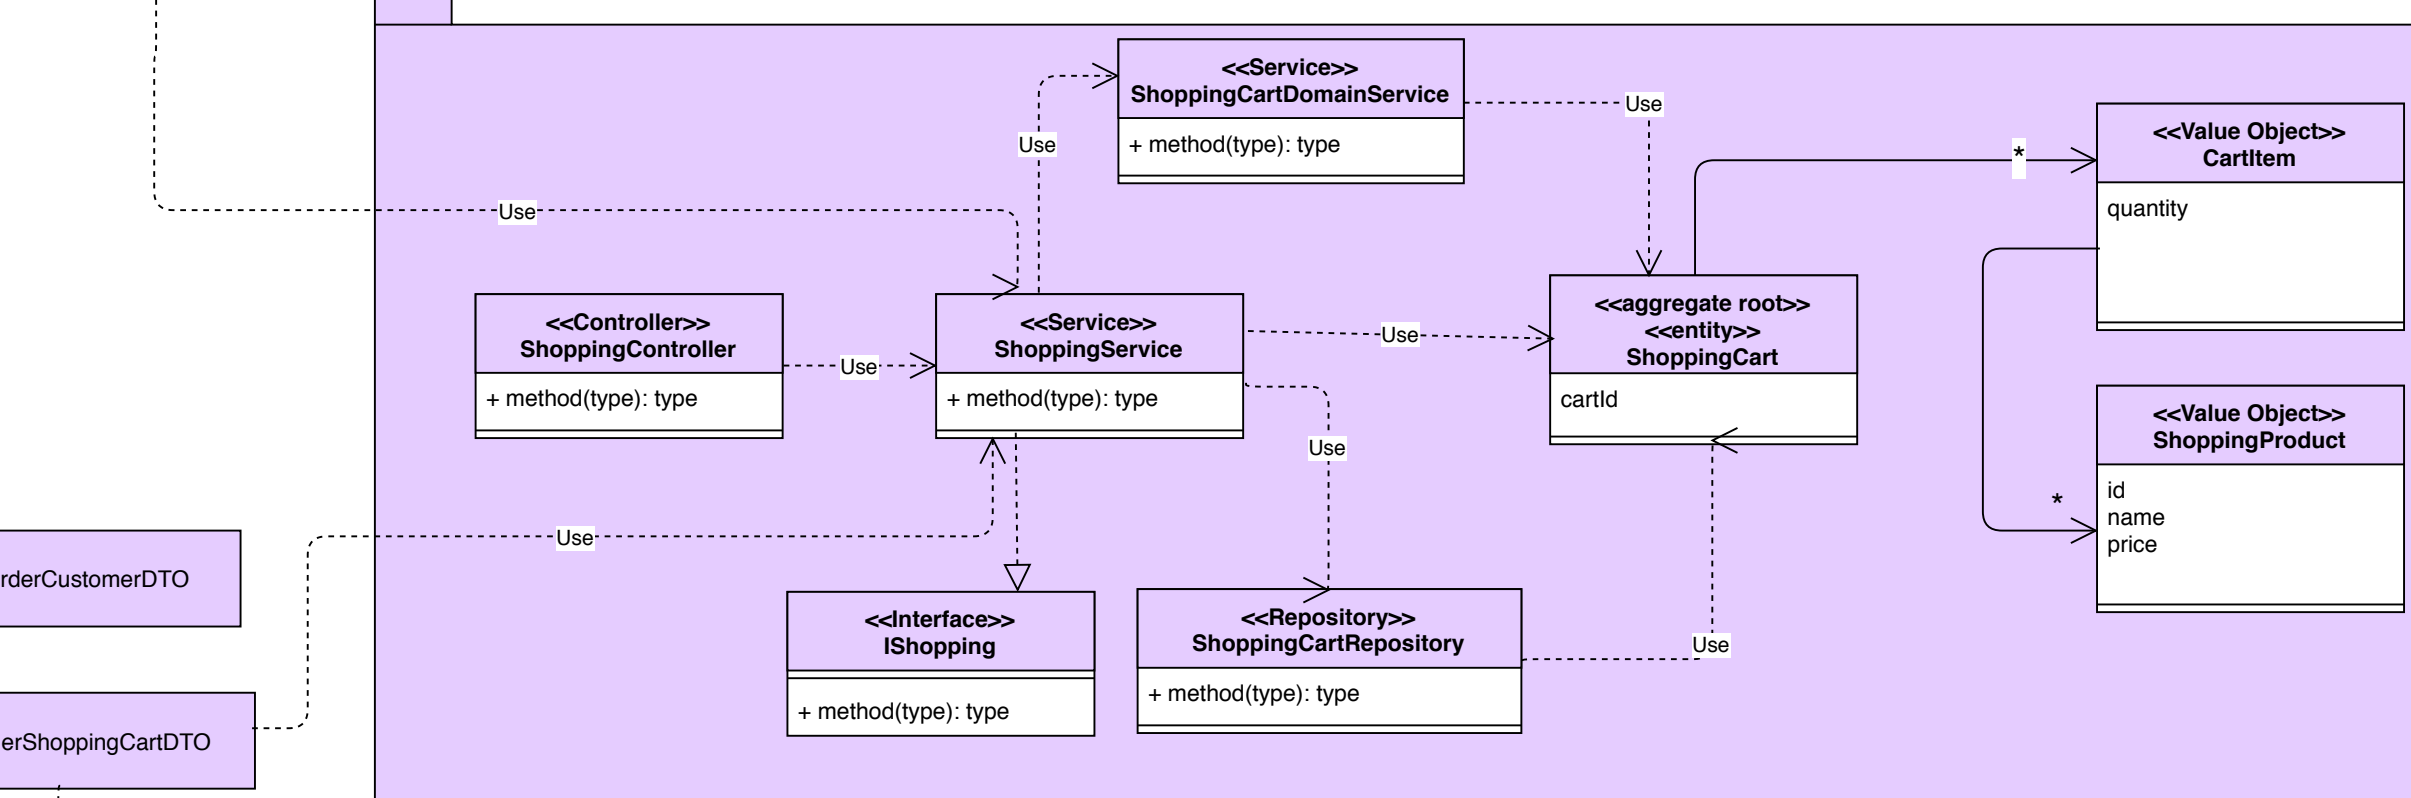 <<Service>>
ShoppingCartDomainService
+ method(type): type
Use
Use
*
<<Value Object>>
CartItem
quantity
Use
<<Controller>>
ShoppingController
+ method(type): type
Use
<<Service>>
ShoppingService
+ method(type): type
Use
<<aggregate root>>
<<entity>>
ShoppingCart
cartId
Use
<<Value Object>>
ShoppingProduct
id
name
price
*
Use
rderCustomerDTO
<<Interface>>
IShopping
+ method(type): type
<<Repository>>
ShoppingCartRepository
+ method(type): type
Use
erShoppingCartDTO